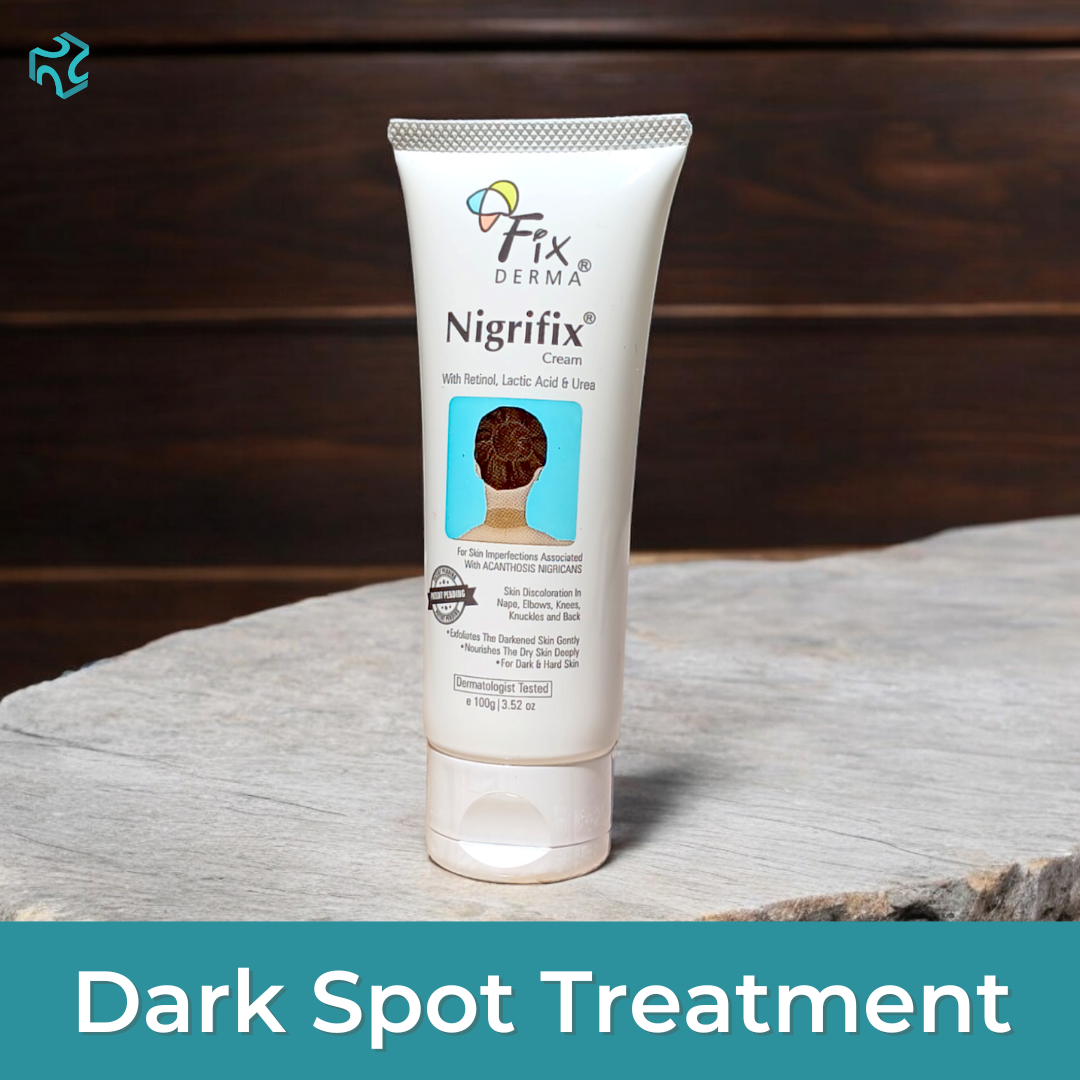 Fix
DERMA®
Nigrifix®
Cream
With Retinol, Lactic Acid & Urea
For Skin Imperfections Associated
With ACANTHOSIS NIGRICANS
PATENT PENDING
Skin Discoloration In
Nape, Elbows, Knees,
Knuckles and Back
•Exfoliates The Darkened Skin Gently
•Nourishes The Dry Skin Deeply
•For Dark & Hard Skin
Dermatologist Tested
e 100g|3.52 oz
Dark Spot Treatment